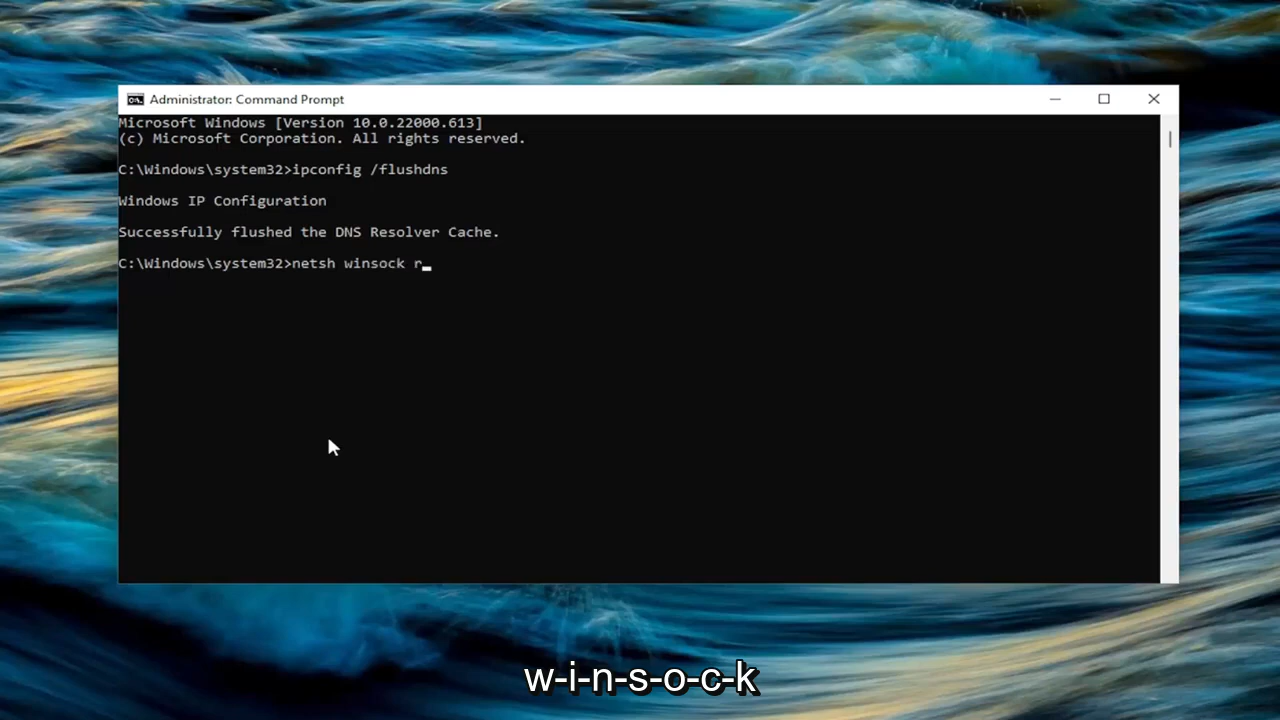 Administrator: Command Prompt
Microsoft Windows [Version 10.0.22000.613]
(c) Microsoft Corporation. All rights reserved.
C:\Windows\system32>ipconfig /flushdns
Windows IP Configuration
Successfully flushed the DNS Resolver Cache.
C:\Windows\system32>netsh winsock r
w-i-n-s-o-c-k